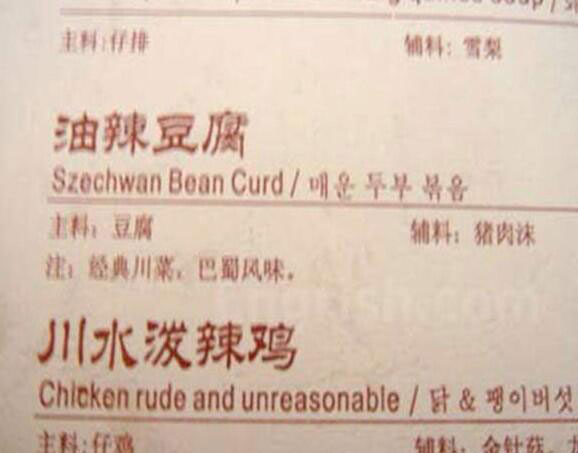 主料:仔排 辅料: 雪梨
油辣豆腐
Szechwan Bean Curd / 매운 두부 볶음
主料: 豆腐 辅料: 猪肉沫
注: 经典川菜, 巴蜀风味。
川水泼辣鸡
Chicken rude and unreasonable / 닭 & 팽이버섯
主料:仔鸡 辅料: 金针菇,